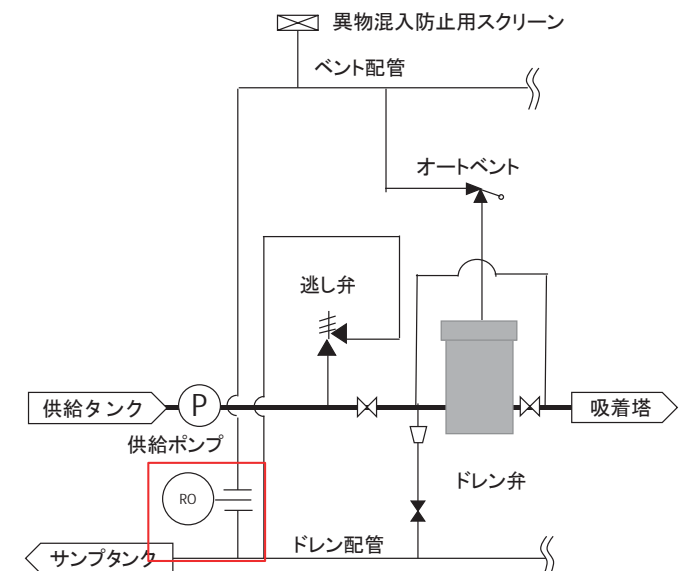 異物混入防止用スクリーン
ベント配管
オートベント
逃し弁
供給タンク
P
吸着塔
供給ポンプ
ドレン弁
RO
ドレン配管
サンプタンク